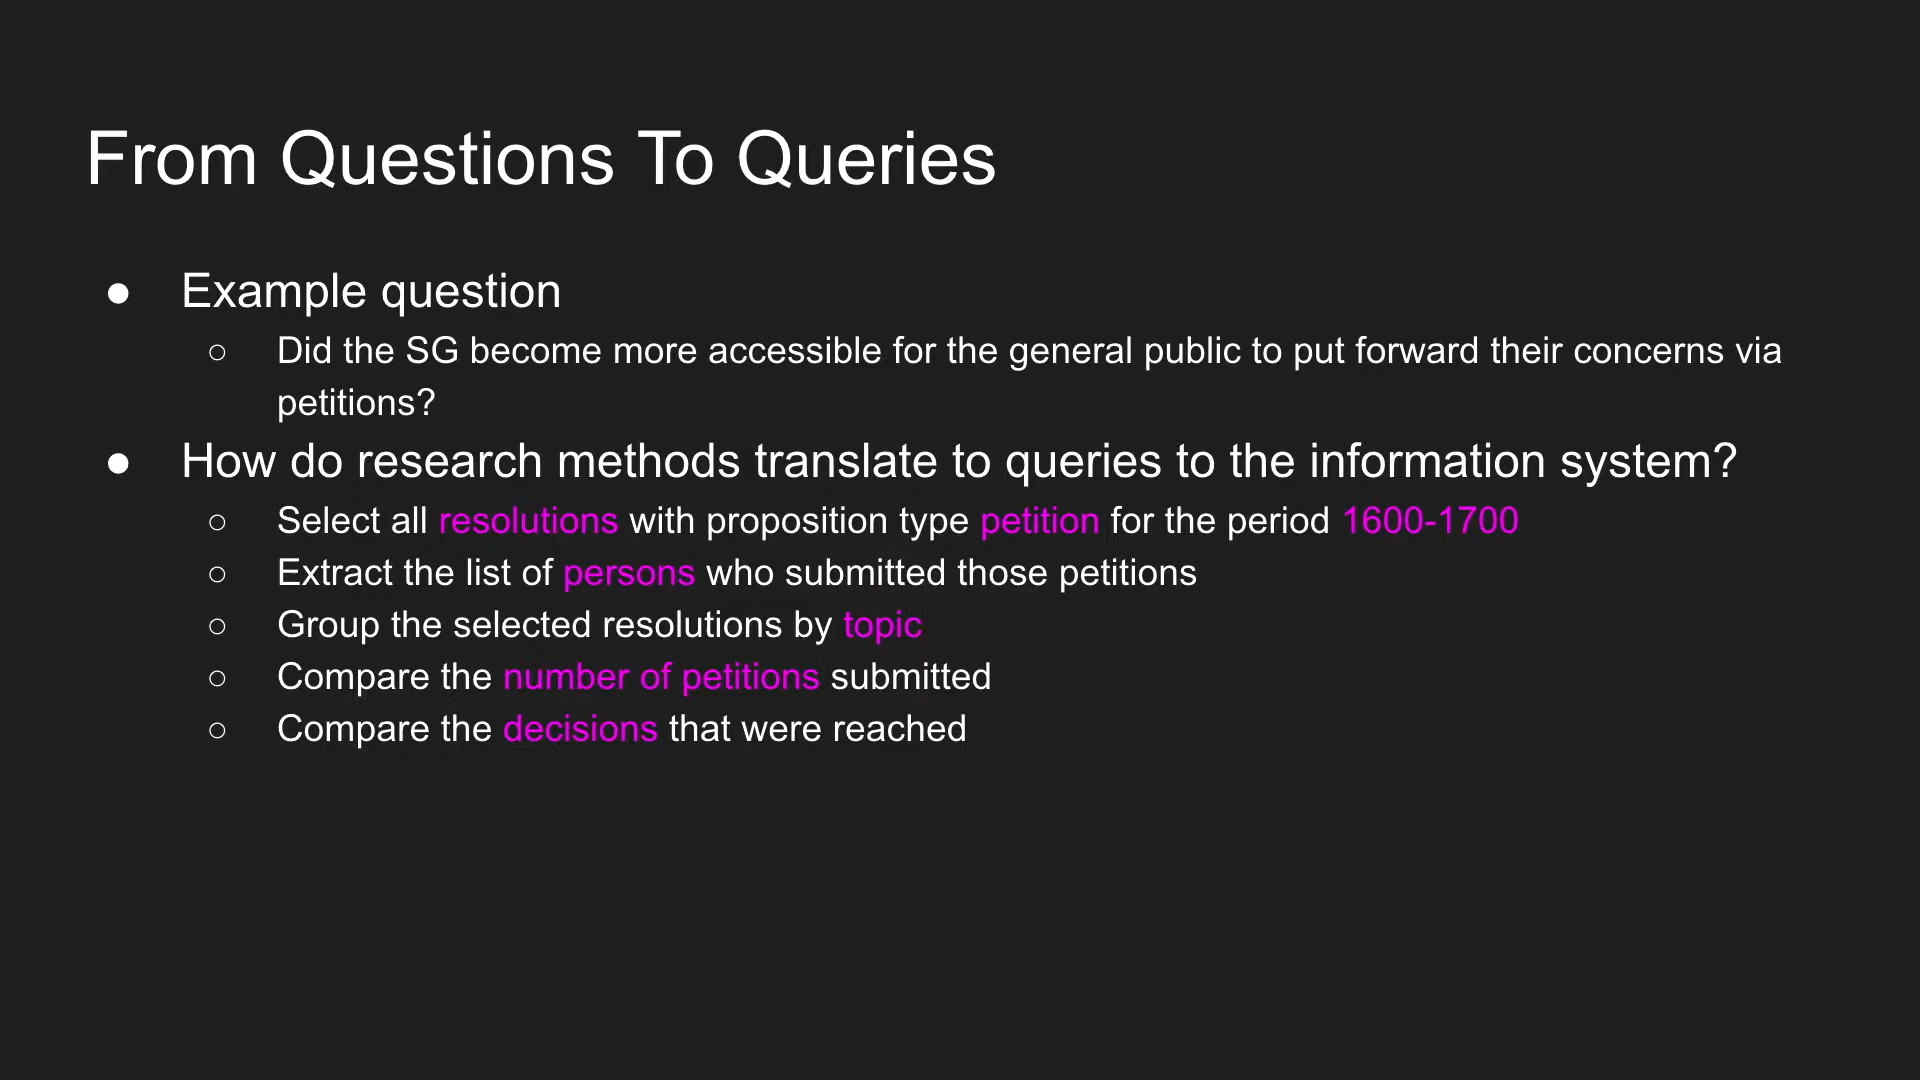 From Questions To Queries
● Example question
○ Did the SG become more accessible for the general public to put forward their concerns via
petitions?
● How do research methods translate to queries to the information system?
○ Select all resolutions with proposition type petition for the period 1600-1700
○ Extract the list of persons who submitted those petitions
○ Group the selected resolutions by topic
○ Compare the number of petitions submitted
○ Compare the decisions that were reached